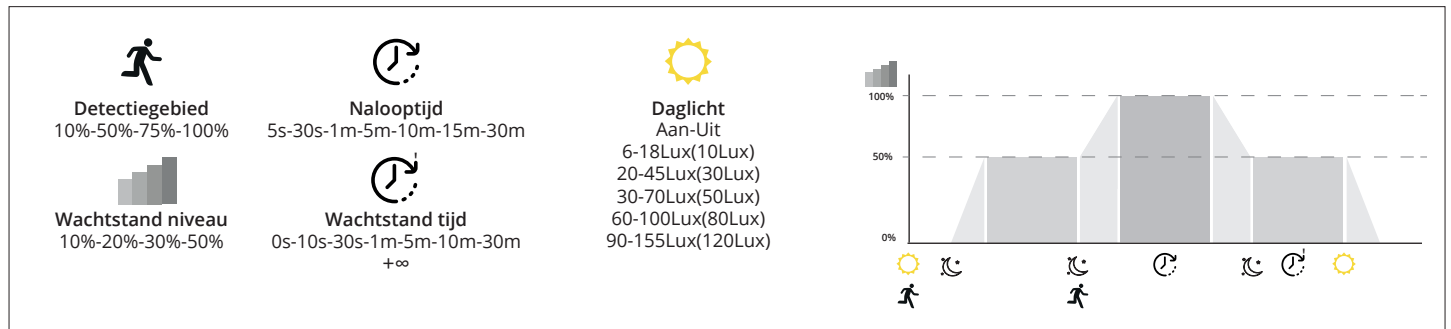 Detectiegebied
10%-50%-75%-100%
Nalooptijd
5s-30s-1m-5m-10m-15m-30m
Wachtstand niveau
10%-20%-30%-50%
Wachtstand tijd
0s-10s-30s-1m-5m-10m-30m
+∞
Daglicht
Aan-Uit
6-18Lux(10Lux)
20-45Lux(30Lux)
30-70Lux(50Lux)
60-100Lux(80Lux)
90-155Lux(120Lux)
100%
50%
0%